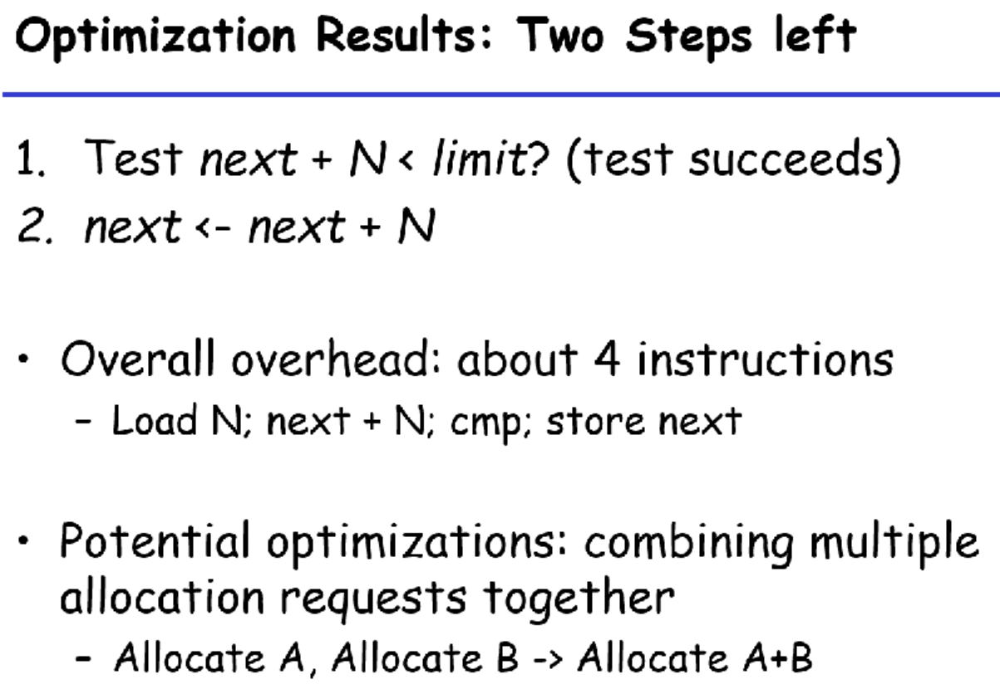 Optimization Results: Two Steps left
1. Test next + N < limit? (test succeeds)
2. next <- next + N
• Overall overhead: about 4 instructions
– Load N; next + N; cmp; store next
• Potential optimizations: combining multiple
allocation requests together
– Allocate A, Allocate B -> Allocate A+B